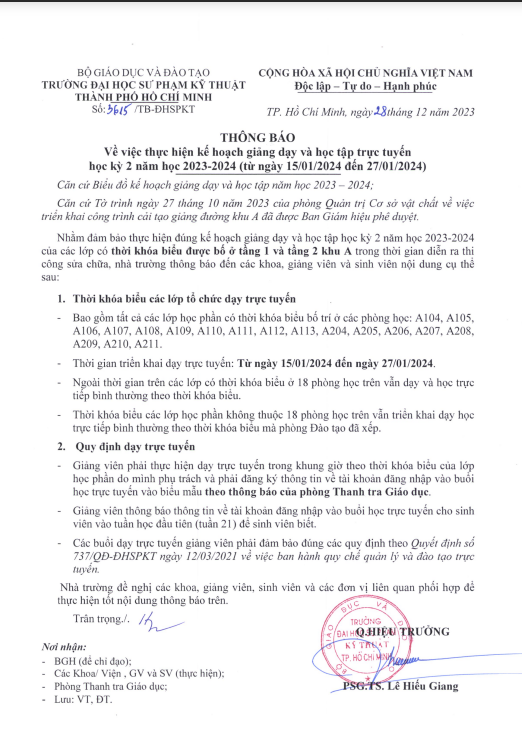 BỘ GIÁO DỤC VÀ ĐÀO TẠO
TRƯỜNG ĐẠI HỌC SƯ PHẠM KỸ THUẬT
THÀNH PHỐ HỒ CHÍ MINH
Số: 3615 /TB-ĐHSPKT
CỘNG HÒA XÃ HỘI CHỦ NGHĨA VIỆT NAM
Độc lập – Tự do – Hạnh phúc
TP. Hồ Chí Minh, ngày 28 tháng 12 năm 2023
THÔNG BÁO
Về việc thực hiện kế hoạch giảng dạy và học tập trực tuyến
học kỳ 2 năm học 2023-2024 (từ ngày 15/01/2024 đến 27/01/2024)
Căn cứ Biểu đồ kế hoạch giảng dạy và học tập năm học 2023 – 2024;
Căn cứ Tờ trình ngày 27 tháng 10 năm 2023 của phòng Quản trị Cơ sở vật chất về việc
triển khai công trình cải tạo giảng đường khu A đã được Ban Giám hiệu phê duyệt.
Nhằm đảm bảo thực hiện đúng kế hoạch giảng dạy và học tập học kỳ 2 năm học 2023-2024
của các lớp có thời khóa biểu được bố ở tầng 1 và tầng 2 khu A trong thời gian diễn ra thi
công sửa chữa, nhà trường thông báo đến các khoa, giảng viên và sinh viên nội dung cụ thể
sau:
1. Thời khóa biểu các lớp tổ chức dạy trực tuyến
- Bao gồm tất cả các lớp học phần có thời khóa biểu bố trí ở các phòng học: A104, A105,
A106, A107, A108, A109, A110, A111, A112, A113, A204, A205, A206, A207, A208,
A209, A210, A211.
- Thời gian triển khai dạy trực tuyến: Từ ngày 15/01/2024 đến ngày 27/01/2024.
- Ngoài thời gian trên các lớp có thời khóa biểu ở 18 phòng học trên vẫn dạy và học trực
tiếp bình thường theo thời khóa biểu.
- Thời khóa biểu các lớp học phần không thuộc 18 phòng học trên vẫn triển khai dạy học
trực tiếp bình thường theo thời khóa biểu mà phòng Đào tạo đã xếp.
2. Quy định dạy trực tuyến
- Giảng viên phải thực hiện dạy trực tuyến trong khung giờ theo thời khóa biểu của lớp
học phần do mình phụ trách và phải đăng ký thông tin về tài khoản đăng nhập vào buổi
học trực tuyến vào biểu mẫu theo thông báo của phòng Thanh tra Giáo dục.
- Giảng viên thông báo thông tin về tài khoản đăng nhập vào buổi học trực tuyến cho sinh
viên vào tuần học đầu tiên (tuần 21) để sinh viên biết.
- Các buổi dạy trực tuyến giảng viên phải đảm bảo đúng các quy định theo Quyết định số
737/QĐ-ĐHSPKT ngày 12/03/2021 về việc ban hành quy chế quản lý và đào tạo trực
tuyến.
Nhà trường đề nghị các khoa, giảng viên, sinh viên và các đơn vị liên quan phối hợp để
thực hiện tốt nội dung thông báo trên.
Trân trọng./.
Q.HIỆU TRƯỞNG
TRƯỜNG
ĐẠI HỌC
KỸ THUẬT
TP. HỒ CHÍ MINH
PSG.TS. Lê Hiếu Giang
Nơi nhận:
- BGH (để chỉ đạo);
- Các Khoa/ Viện , GV và SV (thực hiện);
- Phòng Thanh tra Giáo dục;
- Lưu: VT, ĐT.